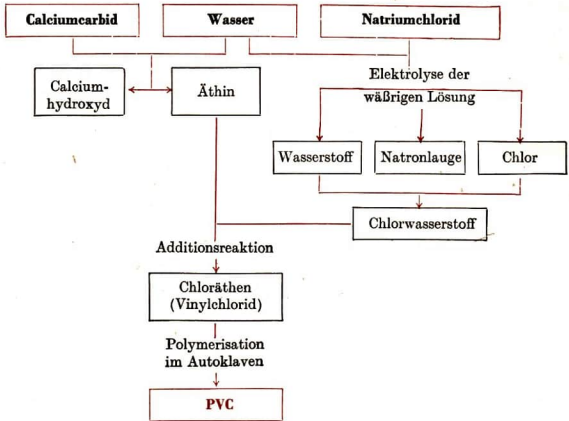 Calciumcarbid
Wasser
Natriumchlorid
Calcium-
hydroxyd
Äthin
Elektrolyse der
wäßrigen Lösung
Wasserstoff
Natronlauge
Chlor
Chlorwasserstoff
Additionsreaktion
Chloräthen
(Vinylchlorid)
Polymerisation
im Autoklaven
PVC